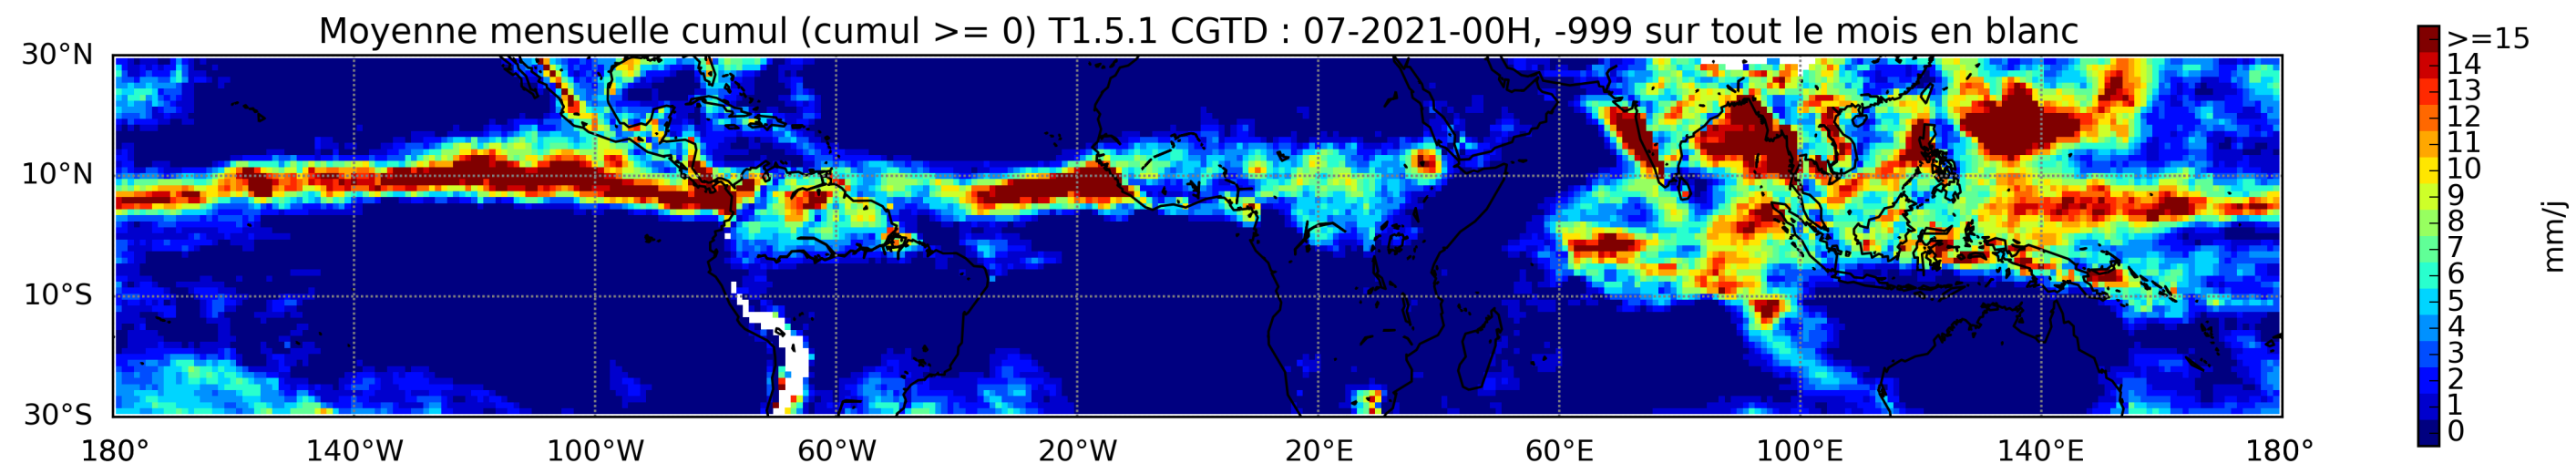 Moyenne mensuelle cumul (cumul >= 0) T1.5.1 CGTD : 07-2021-00H, -999 sur tout le mois en blanc
30°N
10°N
10°S
30°S
180°
140°W
100°W
60°W
20°W
20°E
60°E
100°E
140°E
180°
>=15
14
13
12
11
10
9
8
7
6
5
4
3
2
1
0
mm/j